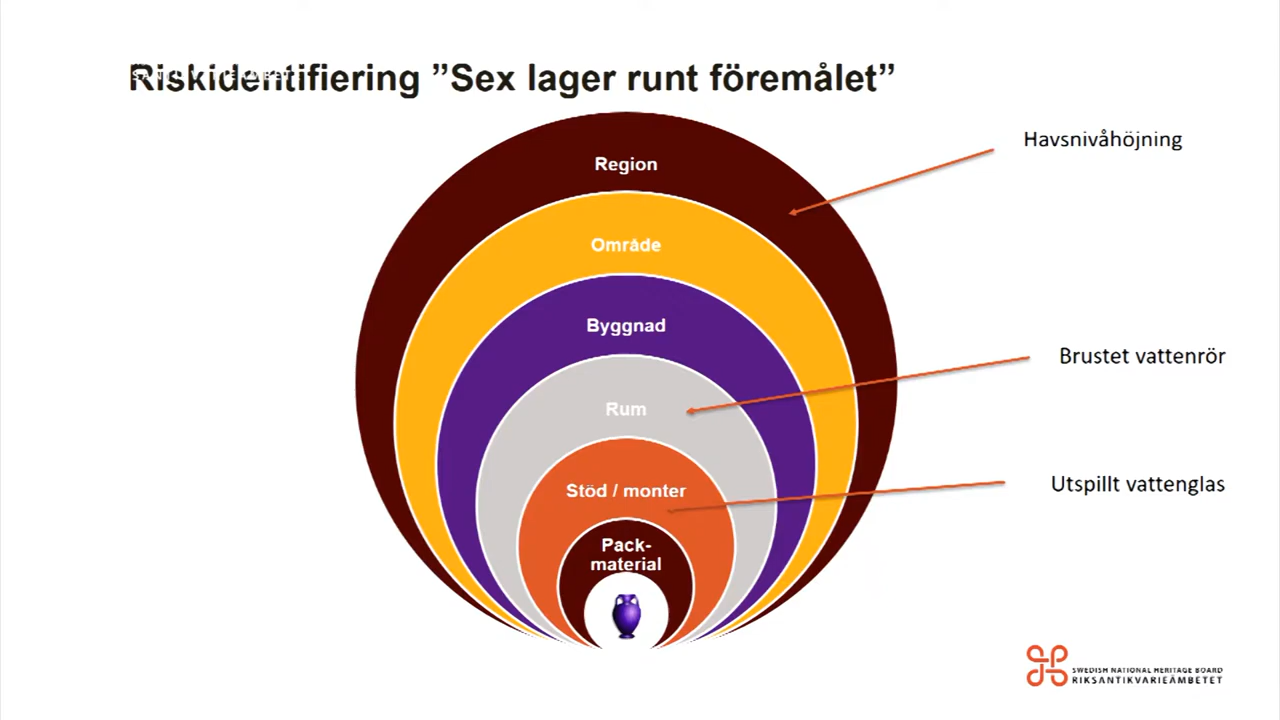 Riskidentifiering ”Sex lager runt föremålet”
Havsnivåhöjning
Region
Område
Byggnad
Brustet vattenrör
Rum
Utspillt vattenglas
Stöd / monter
Pack-
material
SWEDISH NATIONAL HERITAGE BOARD
RIKSANTIKVARIEÄMBETET